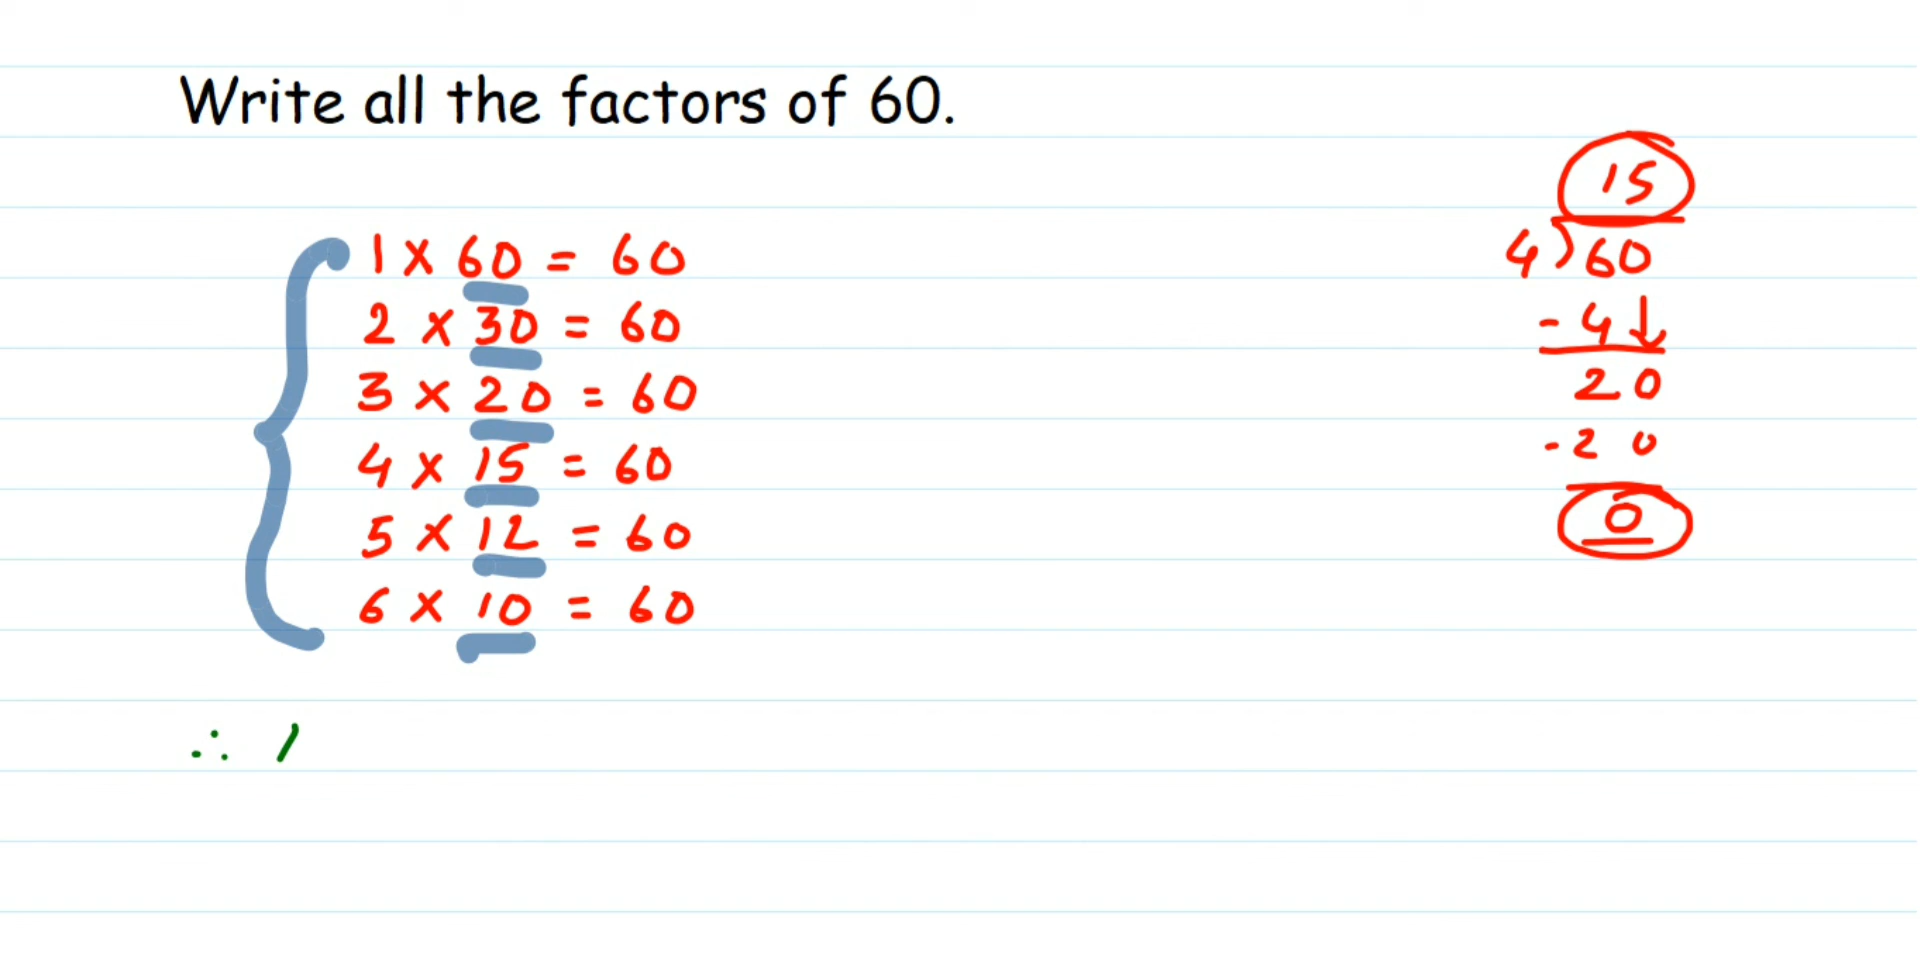 Write all the factors of 60.
1 × 60 = 60
2 × 30 = 60
3 × 20 = 60
4 × 15 = 60
5 × 12 = 60
6 × 10 = 60
∴
15
4)60
- 4↓
20
- 20
0